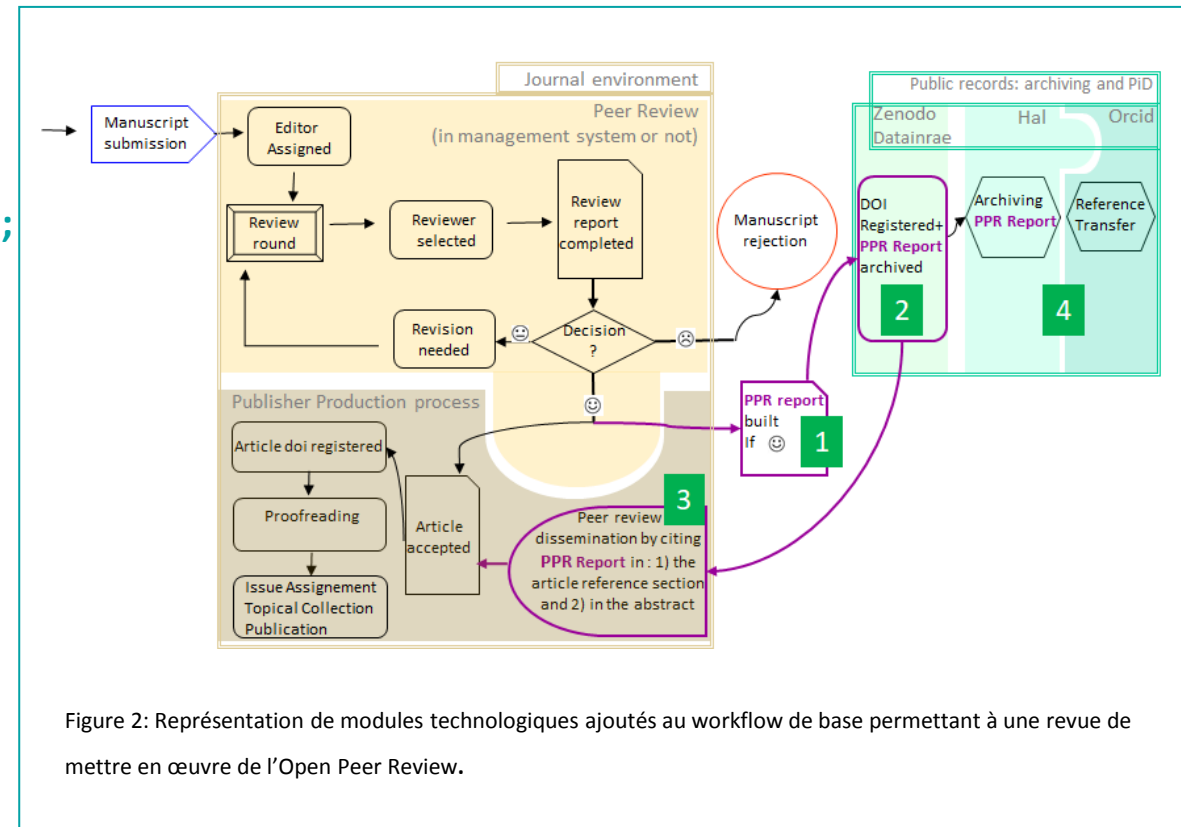 ;
Journal environment
Manuscript
submission
Editor
Assigned
Peer Review
(in management system or not)
Review
round
Reviewer
selected
Review
report
completed
Revision
needed
Decision
?
Manuscript
rejection
Public records: archiving and PiD
Zenodo
Datainrae
Hal
Orcid
DOI
Registered+
PPR Report
archived
2
Archiving
PPR Report
Reference
Transfer
4
PPR report
built
If ☺
1
Publisher Production process
Article doi registered
Proofreading
Issue Assignement
Topical Collection
Publication
Article
accepted
3
Peer review
dissemination by citing
PPR Report in : 1) the
article reference section
and 2) in the abstract
Figure 2: Représentation de modules technologiques ajoutés au workflow de base permettant à une revue de
mettre en œuvre de l’Open Peer Review.